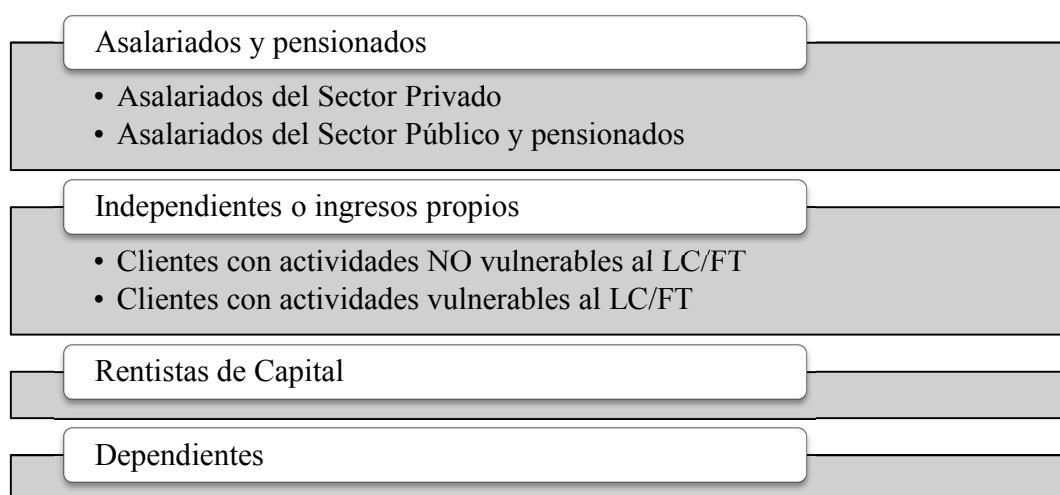 Asalariados y pensionados
• Asalariados del Sector Privado
• Asalariados del Sector Público y pensionados
Independientes o ingresos propios
• Clientes con actividades NO vulnerables al LC/FT
• Clientes con actividades vulnerables al LC/FT
Rentistas de Capital
Dependientes